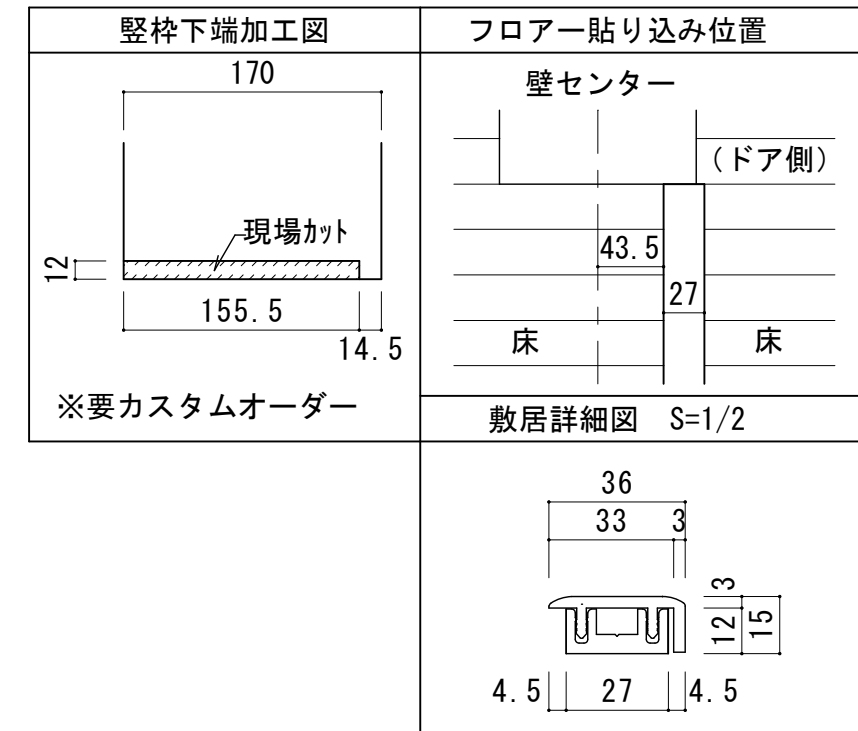 竪枠下端加工図
170
現場ｶｯﾄ
12
155.5
14.5
※要カスタムオーダー
フロアー貼り込み位置
壁センター
(ドア側)
43.5
27
床
床
敷居詳細図 S=1/2
36
33
3
3
12
15
4.5
27
4.5